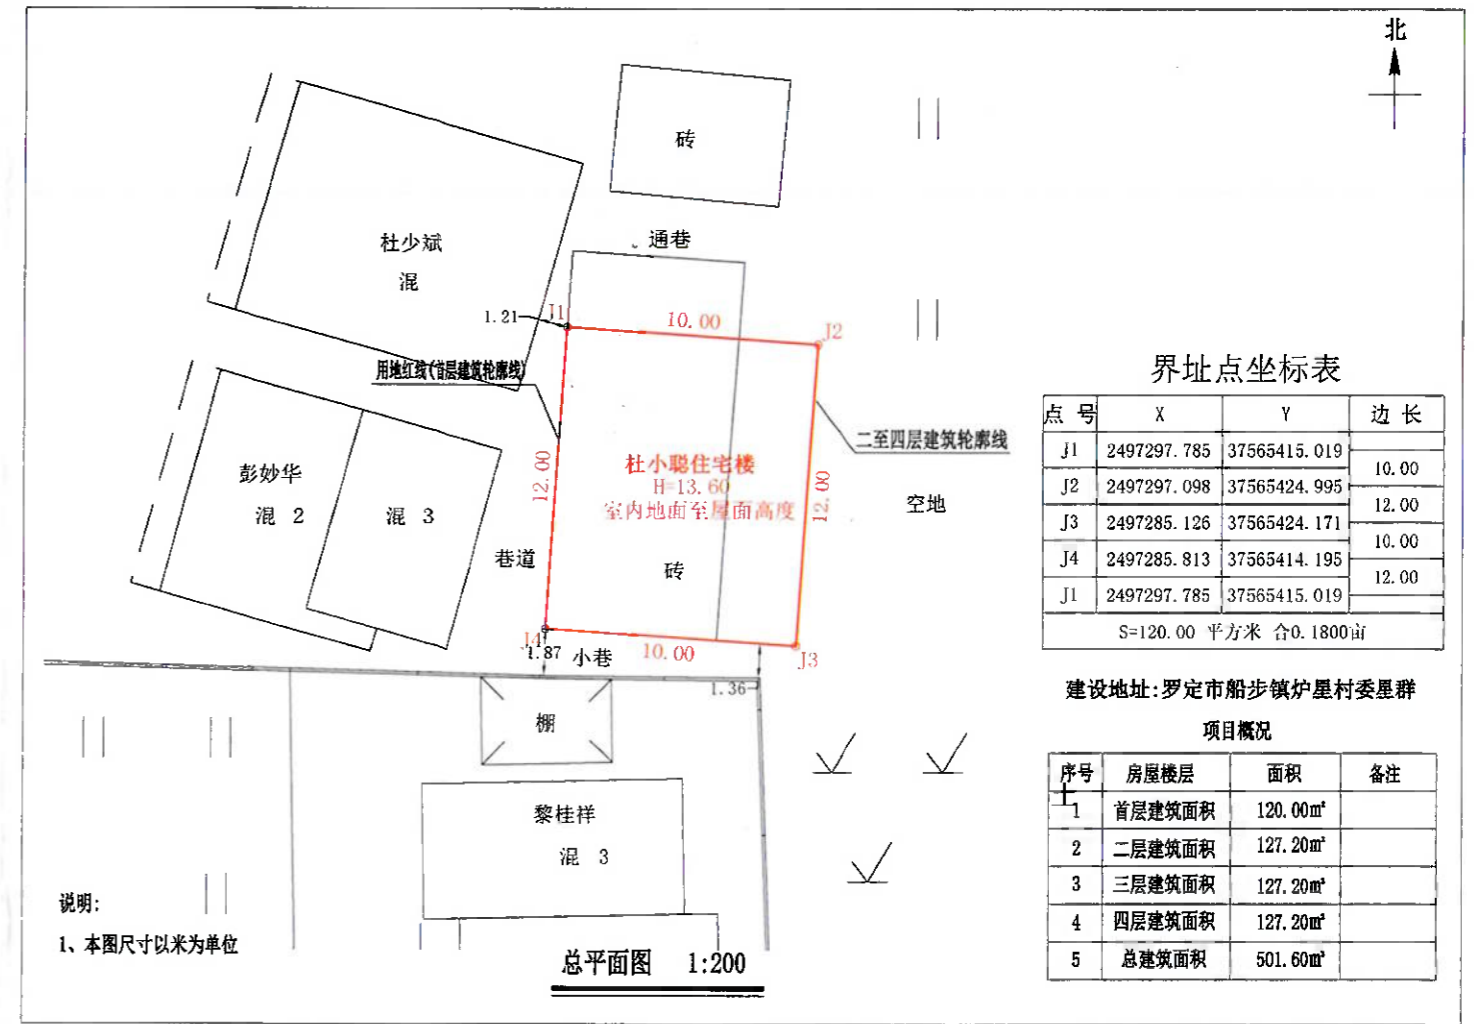 北
砖
杜少斌
混
通巷
1.21
J1
10.00
J2
用地红线(首层建筑轮廓线)
二至四层建筑轮廓线
杜小聪住宅楼
H=13.60
室内地面至屋面高度
12.00
12.00
空地
彭妙华
混 2
混 3
巷道
砖
J4
1.87
小巷
10.00
J3
1.36
棚
黎桂祥
混 3
说明:
1、本图尺寸以米为单位
总平面图 1:200
界址点坐标表
点 号 X Y 边 长
J1 2497297.785 37565415.019
10.00
J2 2497297.098 37565424.995
12.00
J3 2497285.126 37565424.171
10.00
J4 2497285.813 37565414.195
12.00
J1 2497297.785 37565415.019
S=120.00 平方米 合0.1800亩
建设地址:罗定市船步镇炉星村委星群
项目概况
序号 房屋楼层 面积 备注
1 首层建筑面积 120.00㎡
2 二层建筑面积 127.20㎡
3 三层建筑面积 127.20㎡
4 四层建筑面积 127.20㎡
5 总建筑面积 501.60㎡